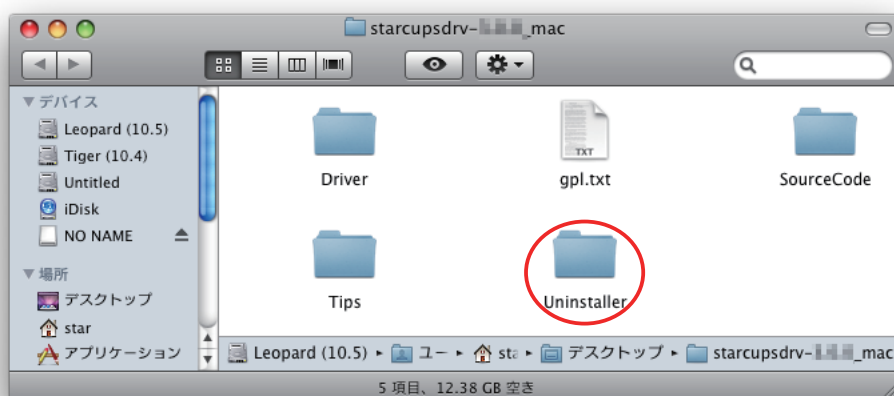 starcupsdrv-　_mac
デバイス
Leopard (10.5)
Tiger (10.4)
Untitled
iDisk
NO NAME
場所
デスクトップ
star
アプリケーション
Driver
gpl.txt
SourceCode
TXT
Tips
Uninstaller
Leopard (10.5) ▸ ユー ▸ sta ▸ デスクトップ ▸ starcupsdrv-　_mac
5 項目、12.38 GB 空き